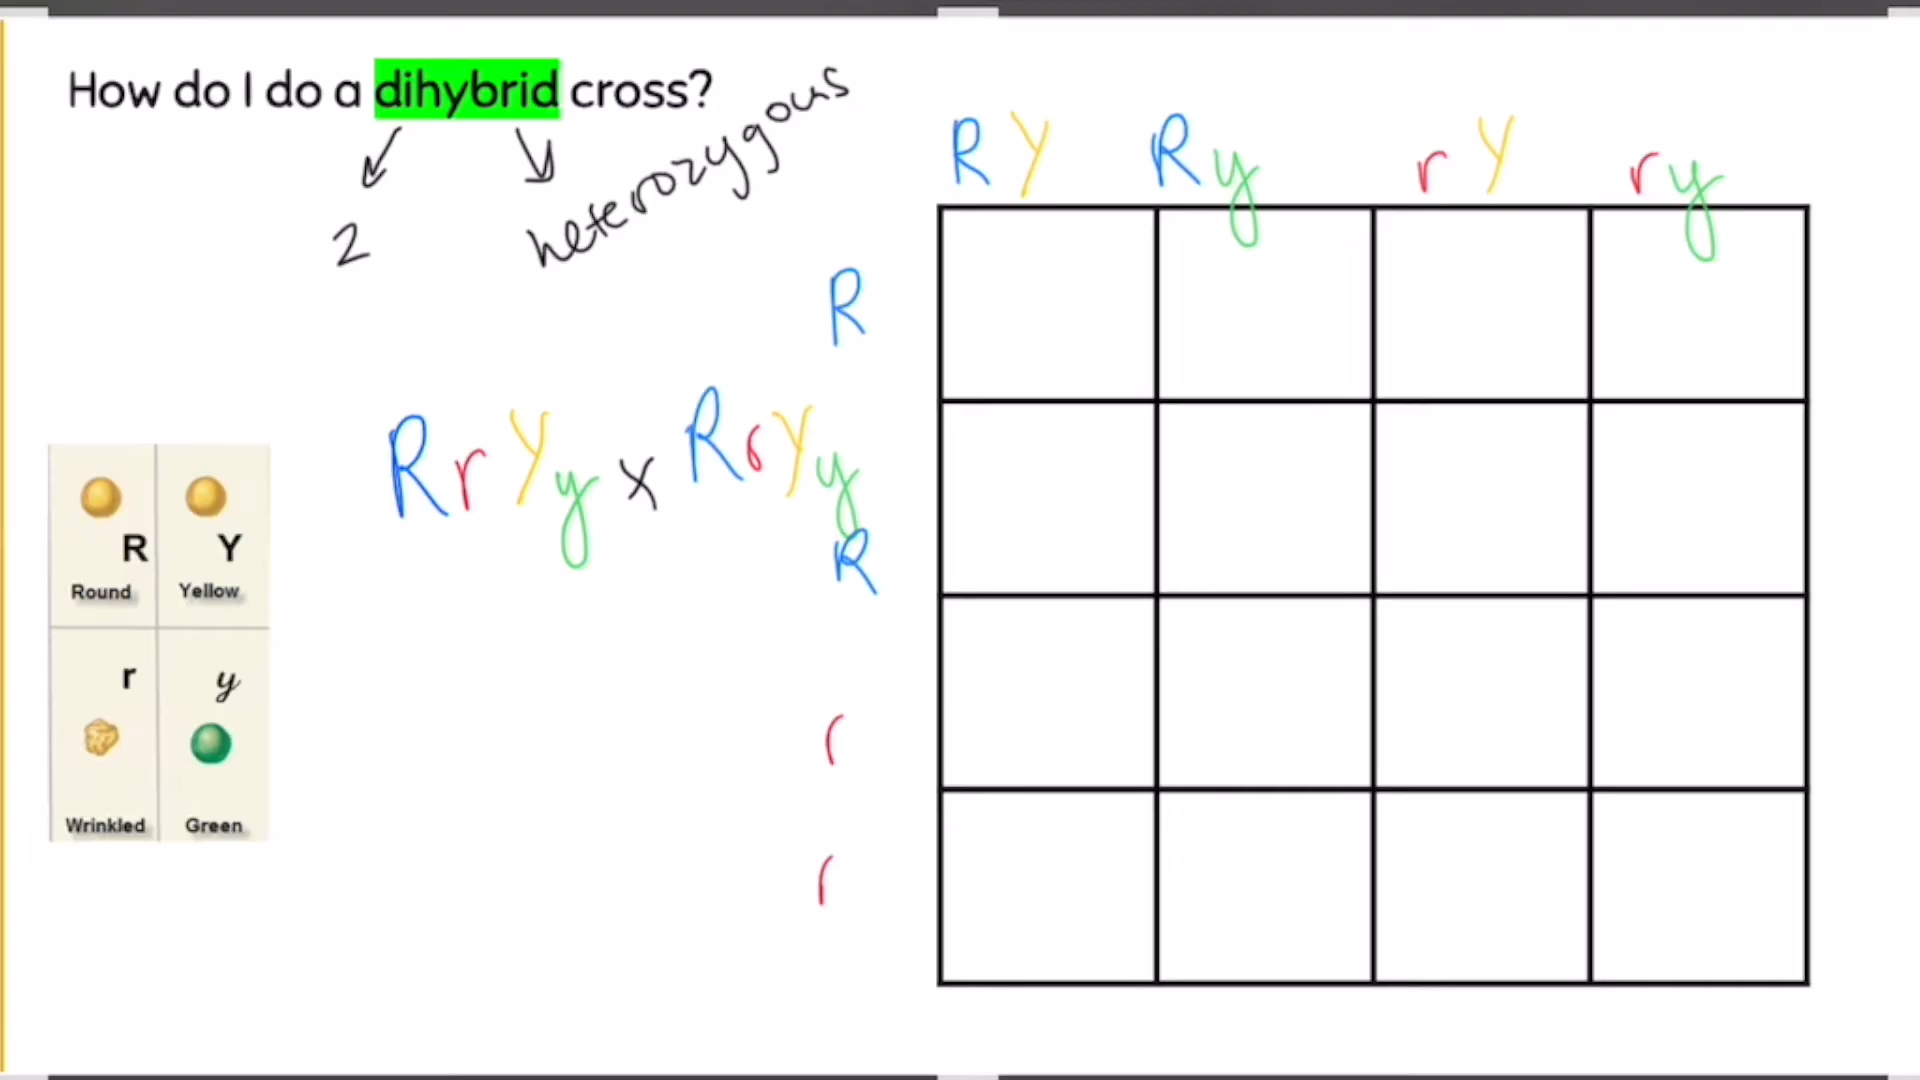 How do I do a dihybrid cross?
2 heterozygous
RY Ry rY ry
R
RrYy x RrYy
R
R Y
Round Yellow
r y
r
Wrinkled Green
r